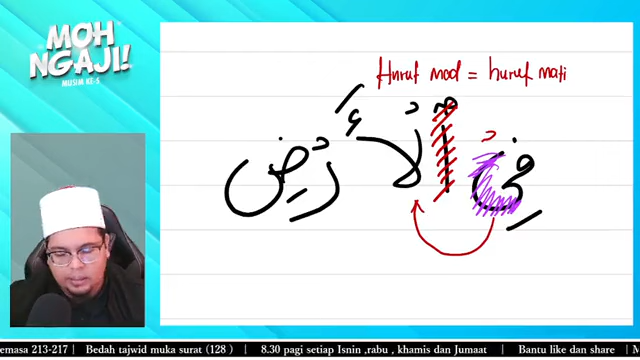 MOH
NGAJI!
MUSIM KE-5
Huruf mad = huruf mati
فِي الْأَرْضِ
emasa 213-217 | Bedah tajwid muka surat (128) | 8.30 pagi setiap Isnin ,rabu , khamis dan Jumaat | Bantu like dan share | M